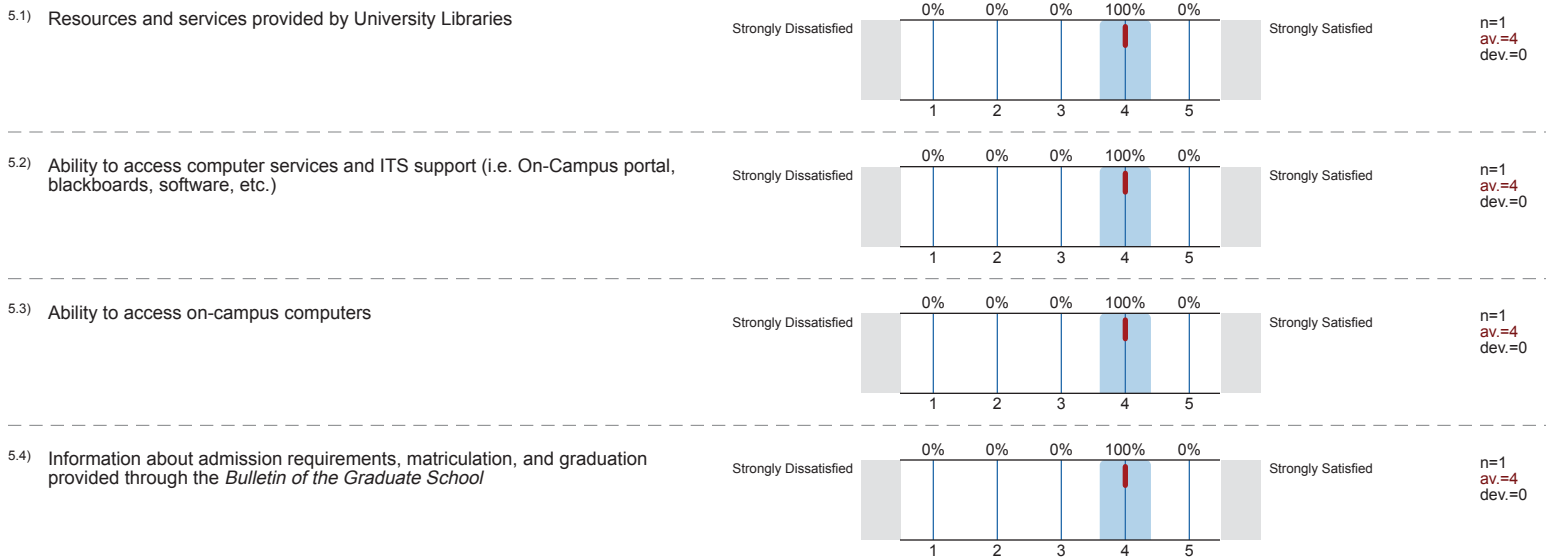 5.1) Resources and services provided by University Libraries
0% 0% 0% 100% 0%
Strongly Dissatisfied Strongly Satisfied
n=1
av.=4
dev.=0
1 2 3 4 5
5.2) Ability to access computer services and ITS support (i.e. On-Campus portal,
blackboards, software, etc.)
0% 0% 0% 100% 0%
Strongly Dissatisfied Strongly Satisfied
n=1
av.=4
dev.=0
1 2 3 4 5
5.3) Ability to access on-campus computers
0% 0% 0% 100% 0%
Strongly Dissatisfied Strongly Satisfied
n=1
av.=4
dev.=0
1 2 3 4 5
5.4) Information about admission requirements, matriculation, and graduation
provided through the Bulletin of the Graduate School
0% 0% 0% 100% 0%
Strongly Dissatisfied Strongly Satisfied
n=1
av.=4
dev.=0
1 2 3 4 5